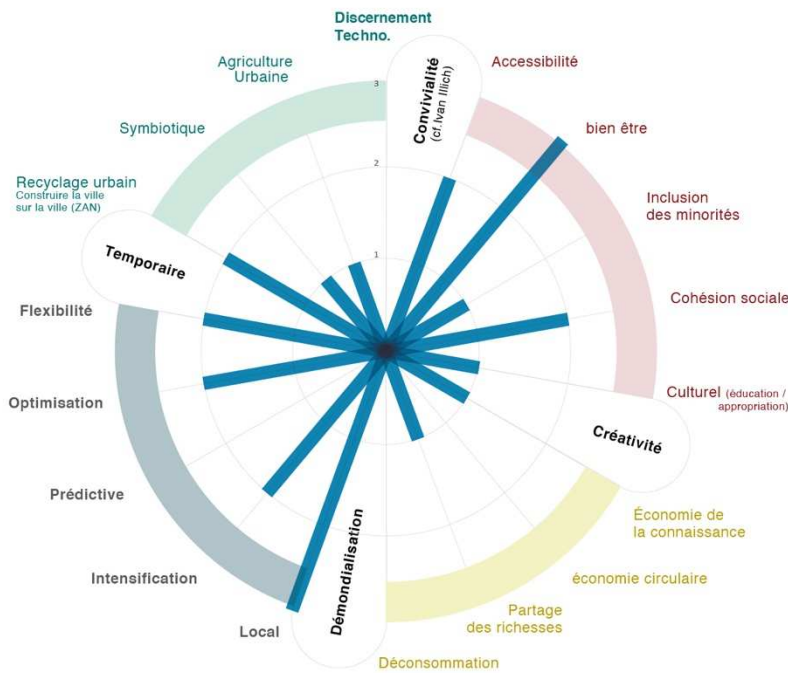 Discernement
Techno.
Agriculture
Urbaine
Symbiotique
Recyclage urbain
Construire la ville
sur la ville (ZAN)
Temporaire
Flexibilité
Optimisation
Prédictive
Intensification
Local
Démondialisation
Déconsommation
Partage
des richesses
économie circulaire
Économie de
la connaissance
Créativité
Culturel (éducation /
appropriation)
Cohésion sociale
Inclusion
des minorités
bien être
Accessibilité
Convivialité
(cf.Ivan Illich)
3
2
1